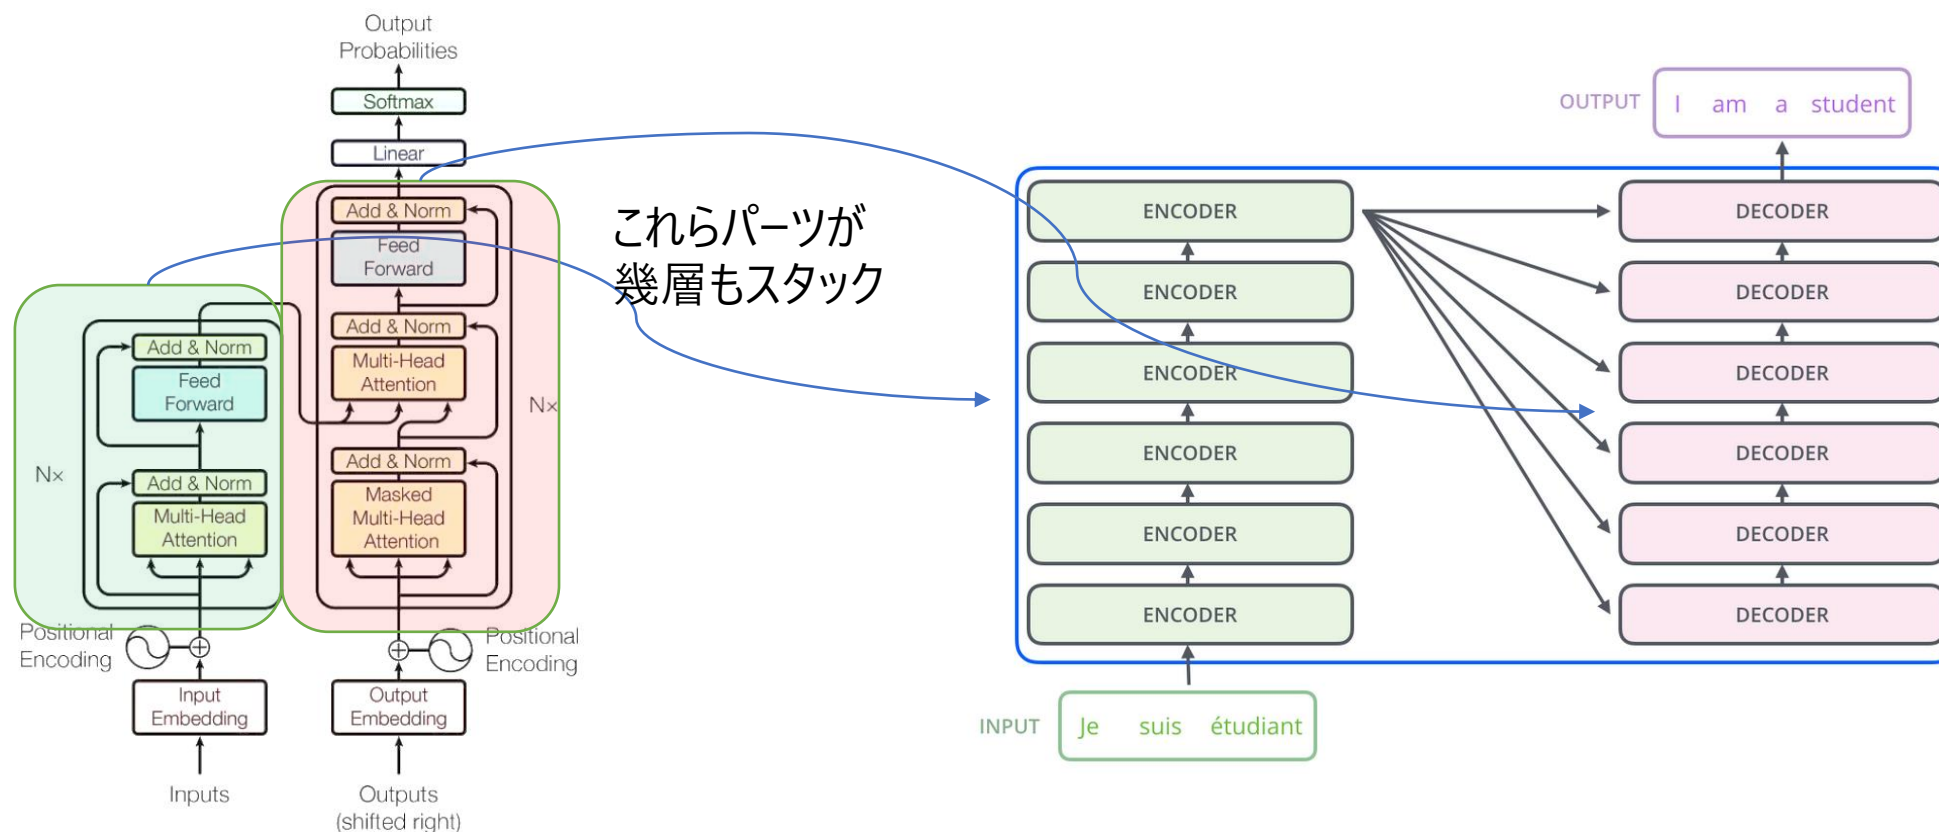 Output
Probabilities
Softmax
Linear
Add & Norm
Feed
Forward
Add & Norm
Multi-Head
Attention
Nx
Add & Norm
Masked
Multi-Head
Attention
Positional
Encoding
Output
Embedding
Outputs
(shifted right)
Add & Norm
Feed
Forward
Nx
Add & Norm
Multi-Head
Attention
Positional
Encoding
Input
Embedding
Inputs
これらパーツが
幾層もスタック
OUTPUT I am a student
ENCODER
ENCODER
ENCODER
ENCODER
ENCODER
ENCODER
DECODER
DECODER
DECODER
DECODER
DECODER
DECODER
INPUT Je suis étudiant